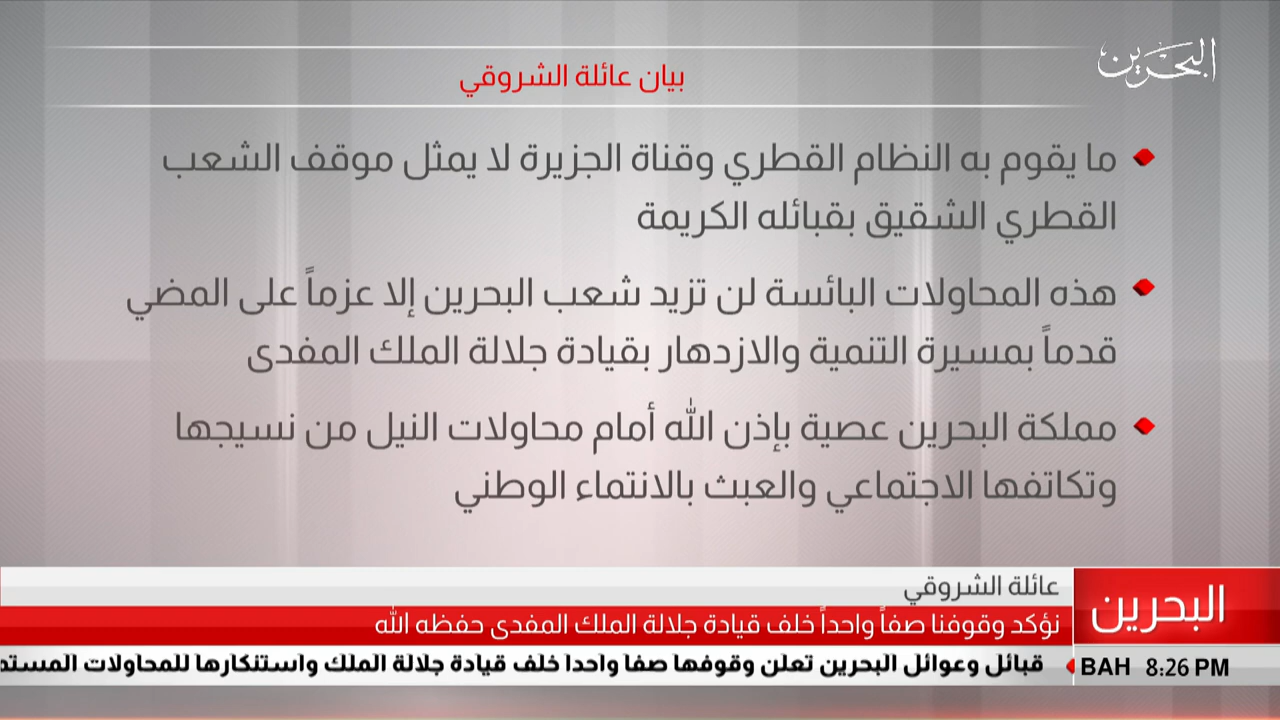 البحرين
بيان عائلة الشروقي
ما يقوم به النظام القطري وقناة الجزيرة لا يمثل موقف الشعب
القطري الشقيق بقبائله الكريمة
هذه المحاولات البائسة لن تزيد شعب البحرين إلا عزماً على المضي
قدماً بمسيرة التنمية والازدهار بقيادة جلالة الملك المفدى
مملكة البحرين عصية بإذن الله أمام محاولات النيل من نسيجها
وتكاتفها الاجتماعي والعبث بالانتماء الوطني
البحرين
عائلة الشروقي
نؤكد وقوفنا صفاً واحداً خلف قيادة جلالة الملك المفدى حفظه الله
BAH 8:26 PM
قبائل وعوائل البحرين تعلن وقوفها صفا واحدا خلف قيادة جلالة الملك واستنكارها للمحاولات